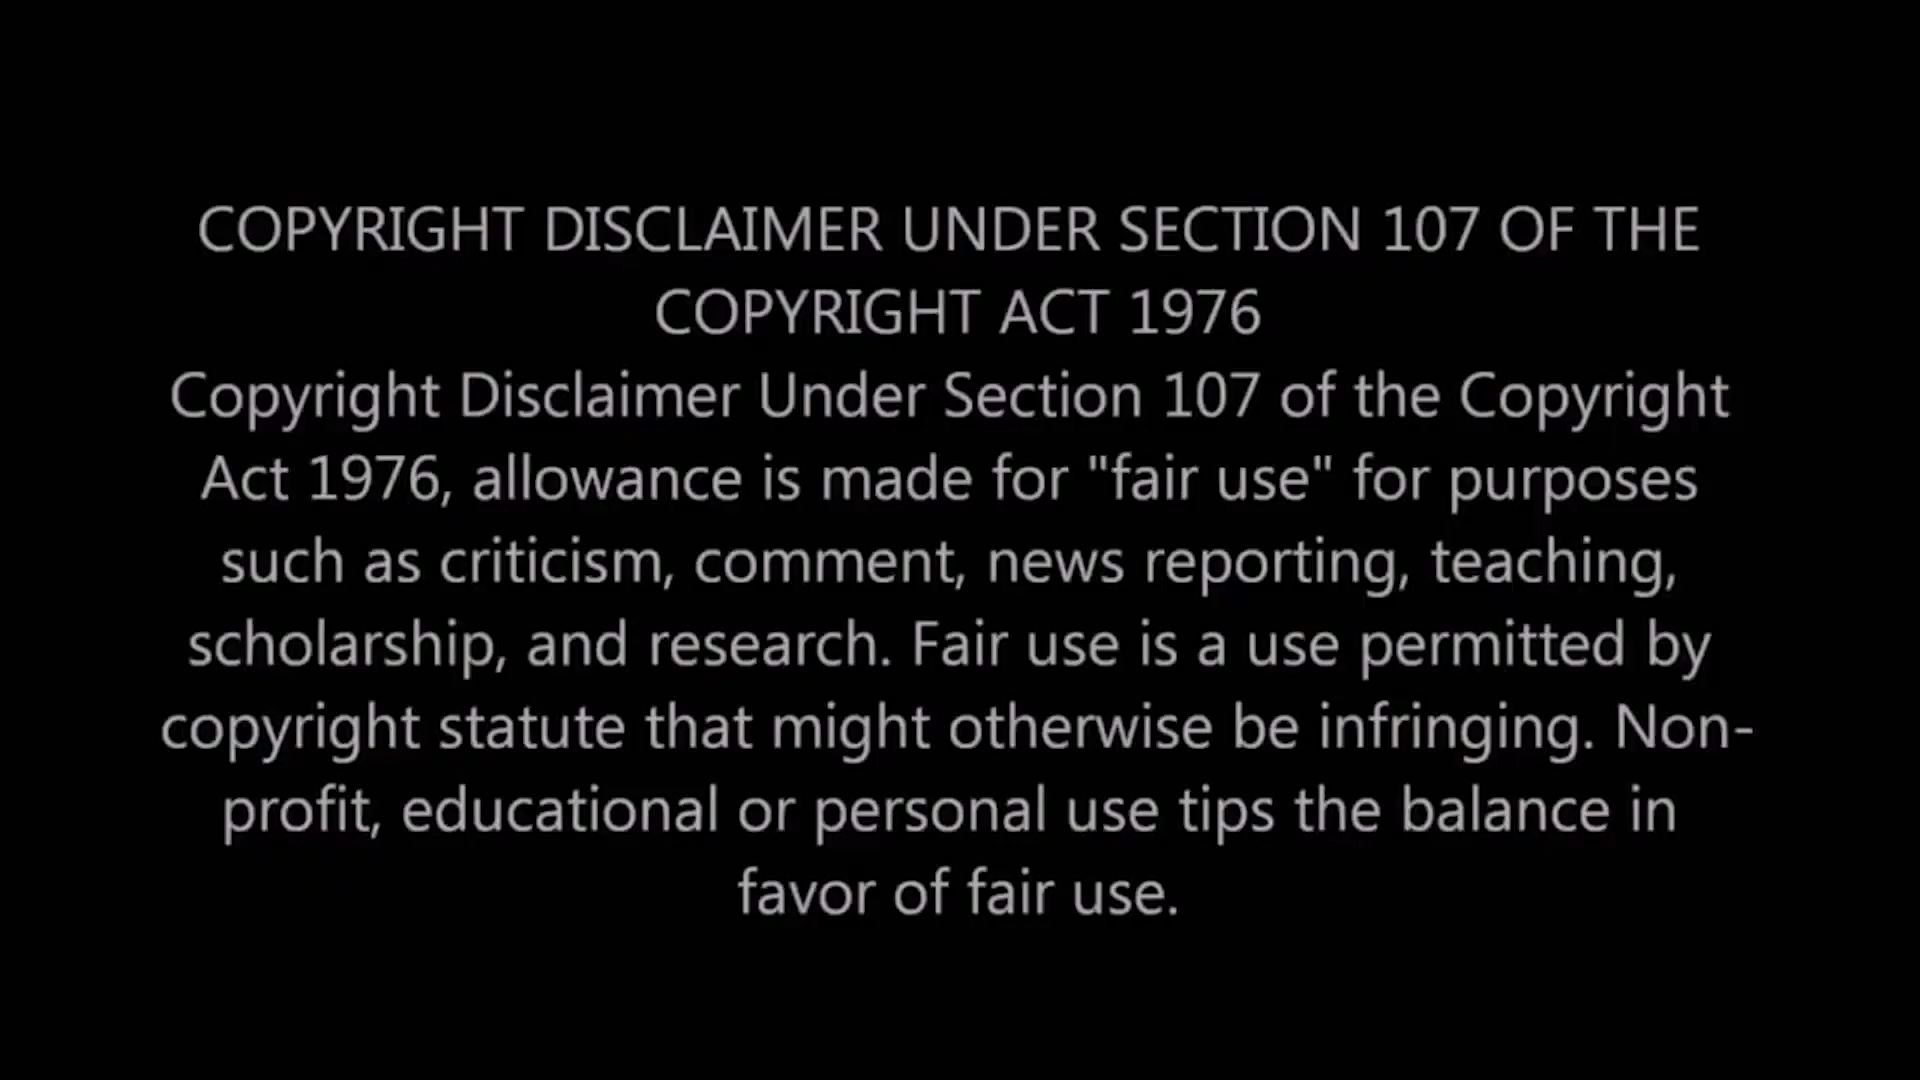 COPYRIGHT DISCLAIMER UNDER SECTION 107 OF THE
COPYRIGHT ACT 1976
Copyright Disclaimer Under Section 107 of the Copyright
Act 1976, allowance is made for "fair use" for purposes
such as criticism, comment, news reporting, teaching,
scholarship, and research. Fair use is a use permitted by
copyright statute that might otherwise be infringing. Non-
profit, educational or personal use tips the balance in
favor of fair use.